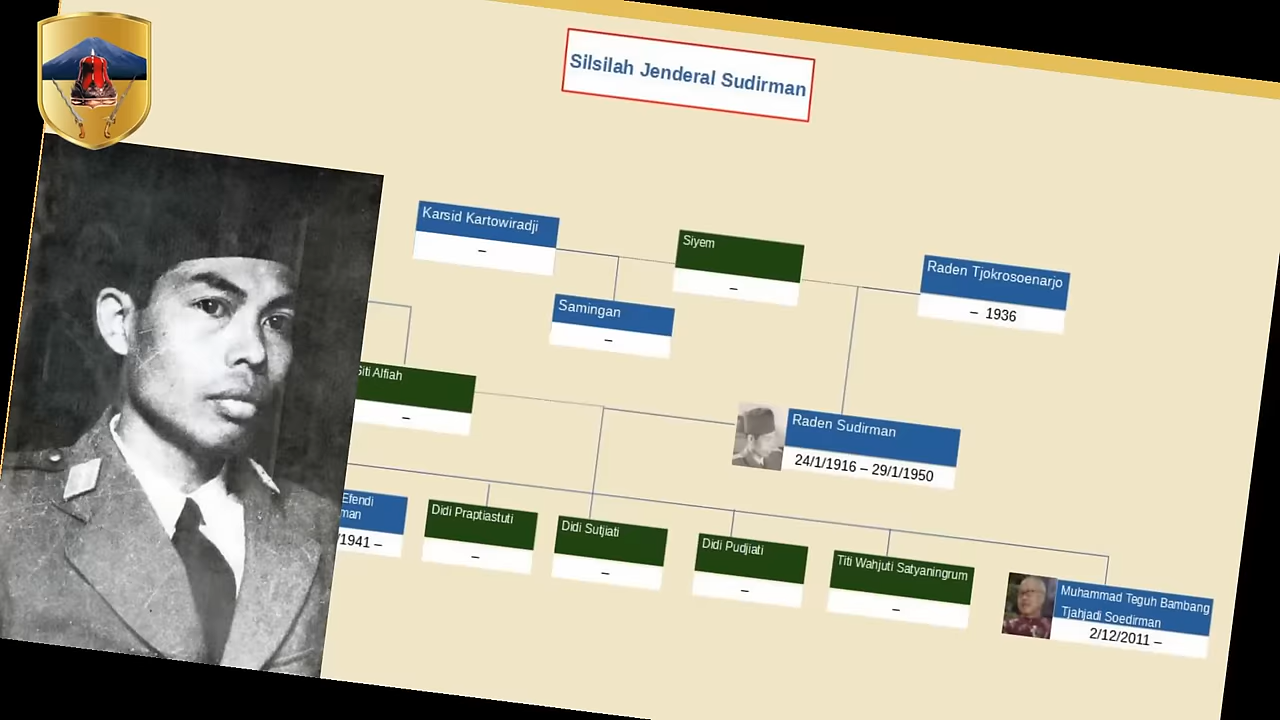 Silsilah Jenderal Sudirman
Karsid Kartowiradji
–
Siyem
–
Raden Tjokrosoenarjo
– 1936
Samingan
–
Siti Alfiah
–
Raden Sudirman
24/1/1916 – 29/1/1950
Efendi
/1941 –
Didi Praptiastuti
–
Didi Sutjiati
–
Didi Pudjiati
–
Titi Wahjuti Satyaningrum
–
Muhammad Teguh Bambang
Tjahjadi Soedirman
2/12/2011 –